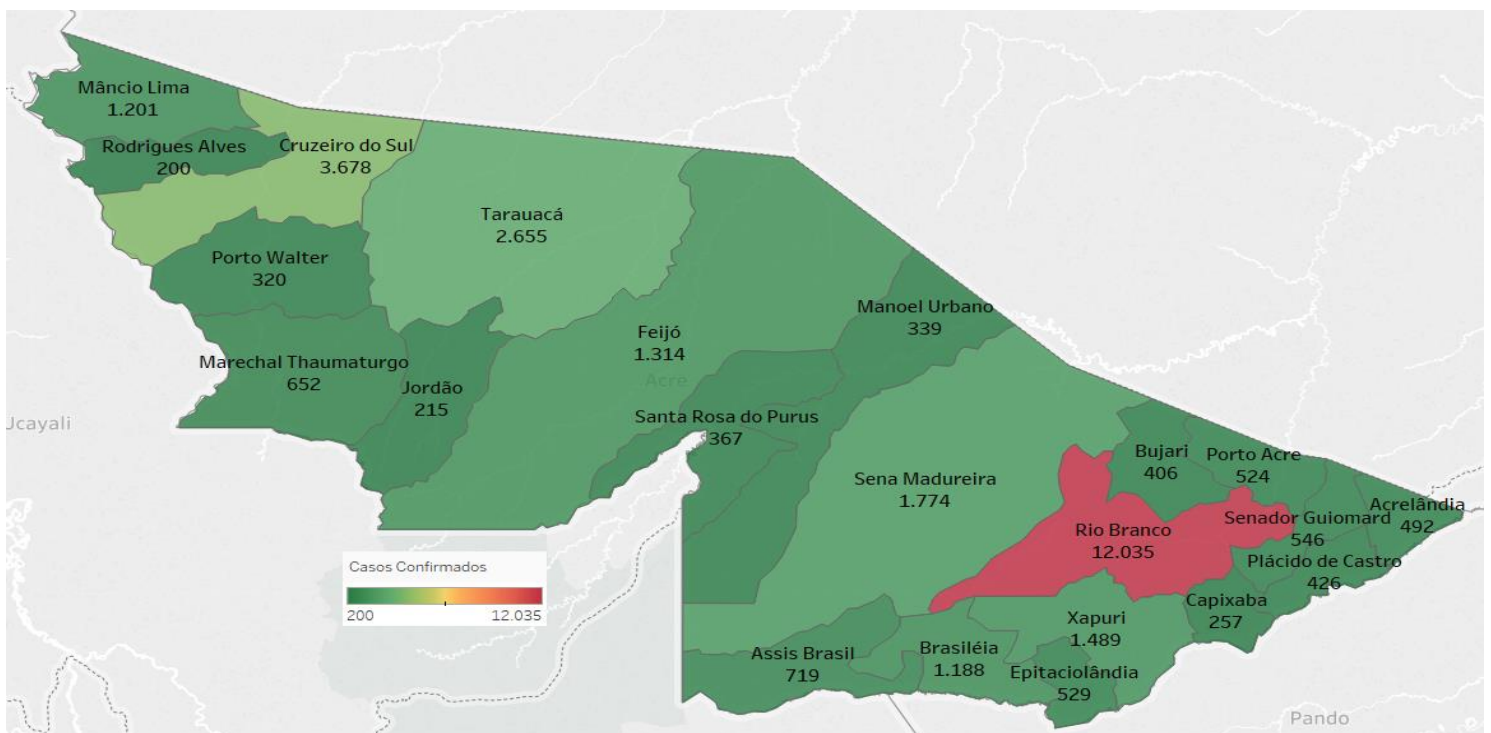 Mâncio Lima
1.201
Rodrigues Alves
200
Cruzeiro do Sul
3.678
Tarauacá
2.655
Porto Walter
320
Marechal Thaumaturgo
652
Jordão
215
Feijó
1.314
Acre
Manoel Urbano
339
Santa Rosa do Purus
367
Sena Madureira
1.774
Bujari
406
Porto Acre
524
Acrelândia
492
Rio Branco
12.035
Senador Guiomard
546
Plácido de Castro
426
Capixaba
257
Xapuri
1.489
Assis Brasil
719
Brasiléia
1.188
Epitaciolândia
529
Ucayali
Pando
Casos Confirmados
200 12.035